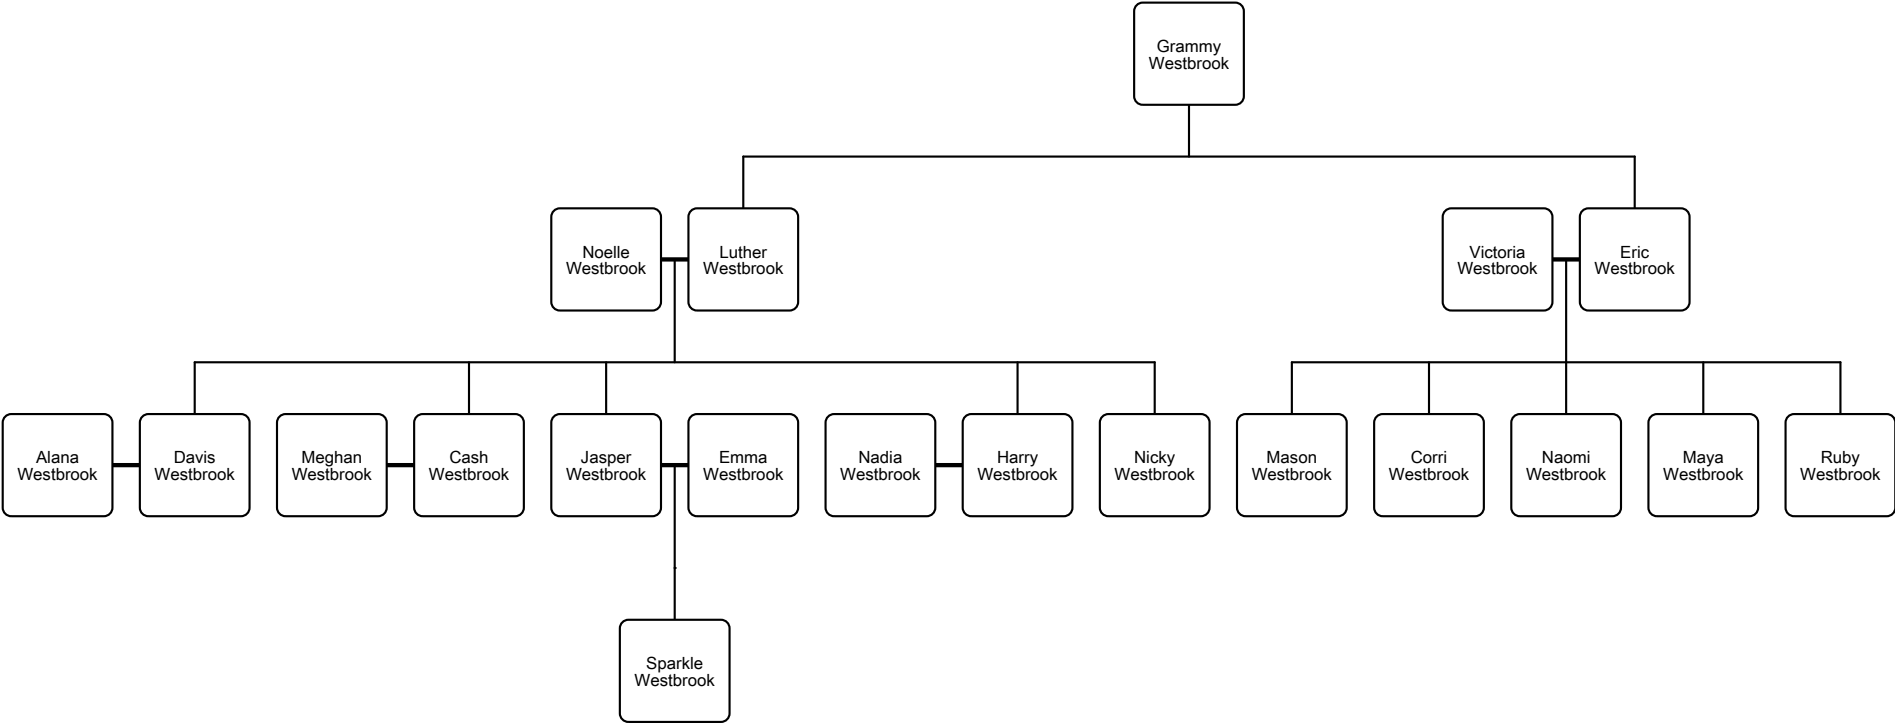 Grammy
Westbrook
Noelle
Westbrook
Luther
Westbrook
Victoria
Westbrook
Eric
Westbrook
Alana
Westbrook
Davis
Westbrook
Meghan
Westbrook
Cash
Westbrook
Jasper
Westbrook
Emma
Westbrook
Nadia
Westbrook
Harry
Westbrook
Nicky
Westbrook
Mason
Westbrook
Corri
Westbrook
Naomi
Westbrook
Maya
Westbrook
Ruby
Westbrook
Sparkle
Westbrook